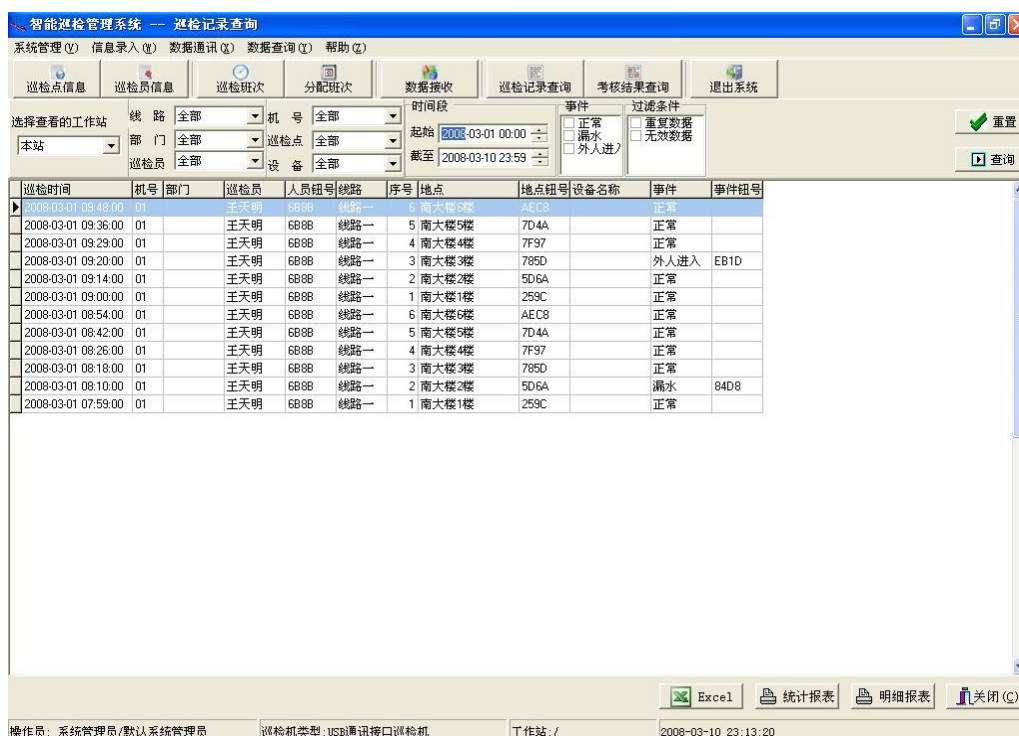 智能巡检管理系统 -- 巡检记录查询
系统管理(V) 信息录入(W) 数据通讯(X) 数据查询(Y) 帮助(Z)
巡检点信息 巡检员信息 巡检班次 分配班次 数据接收 巡检记录查询 考核结果查询 退出系统
选择查看的工作站
本站
线 路 全部
部 门 全部
巡检员 全部
机 号 全部
巡检点 全部
设 备 全部
时间段
起始 2008-03-01 00:00
截至 2008-03-10 23:59
事件
正常
漏水
外人进入
过滤条件
重复数据
无效数据
重置
查询
巡检时间 机号 部门 巡检员 人员钮号 线路 序号 地点 地点钮号 设备名称 事件 事件钮号
2008-03-01 09:48:00 01 王天明 6B8B 线路一 6 南大楼6楼 AEC8 正常
2008-03-01 09:36:00 01 王天明 6B8B 线路一 5 南大楼5楼 7D4A 正常
2008-03-01 09:29:00 01 王天明 6B8B 线路一 4 南大楼4楼 7F97 正常
2008-03-01 09:20:00 01 王天明 6B8B 线路一 3 南大楼3楼 785D 外人进入 EB1D
2008-03-01 09:14:00 01 王天明 6B8B 线路一 2 南大楼2楼 5D6A 正常
2008-03-01 09:00:00 01 王天明 6B8B 线路一 1 南大楼1楼 259C 正常
2008-03-01 08:54:00 01 王天明 6B8B 线路一 6 南大楼6楼 AEC8 正常
2008-03-01 08:42:00 01 王天明 6B8B 线路一 5 南大楼5楼 7D4A 正常
2008-03-01 08:26:00 01 王天明 6B8B 线路一 4 南大楼4楼 7F97 正常
2008-03-01 08:18:00 01 王天明 6B8B 线路一 3 南大楼3楼 785D 正常
2008-03-01 08:10:00 01 王天明 6B8B 线路一 2 南大楼2楼 5D6A 漏水 84D8
2008-03-01 07:59:00 01 王天明 6B8B 线路一 1 南大楼1楼 259C 正常
Excel 统计报表 明细报表 关闭(C)
操作员: 系统管理员/默认系统管理员 巡检机类型:USB通讯接口巡检机 工作站:/ 2008-03-10 23:13:20